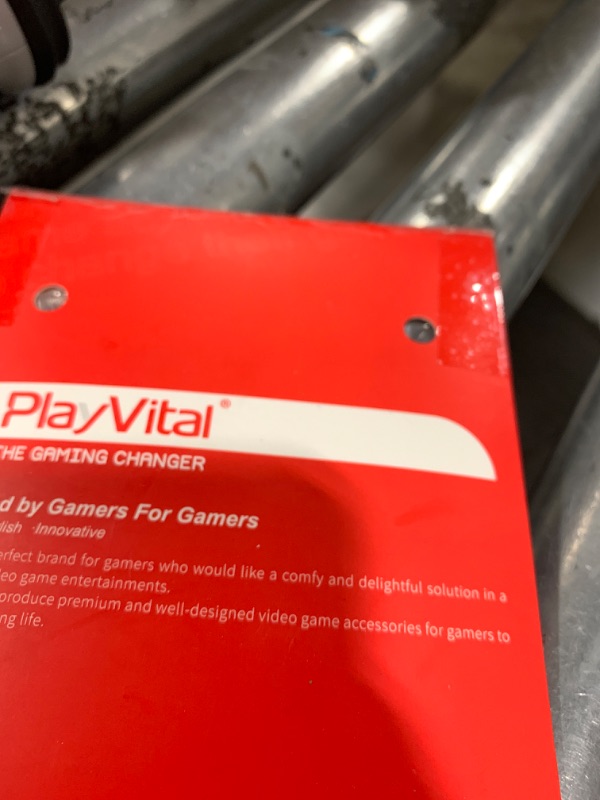 PlayVital®
THE GAMING CHANGER
d by Gamers For Gamers
lish ·Innovative
erfect brand for gamers who would like a comfy and delightful solution in a
eo game entertainments.
produce premium and well-designed video game accessories for gamers to
ng life.